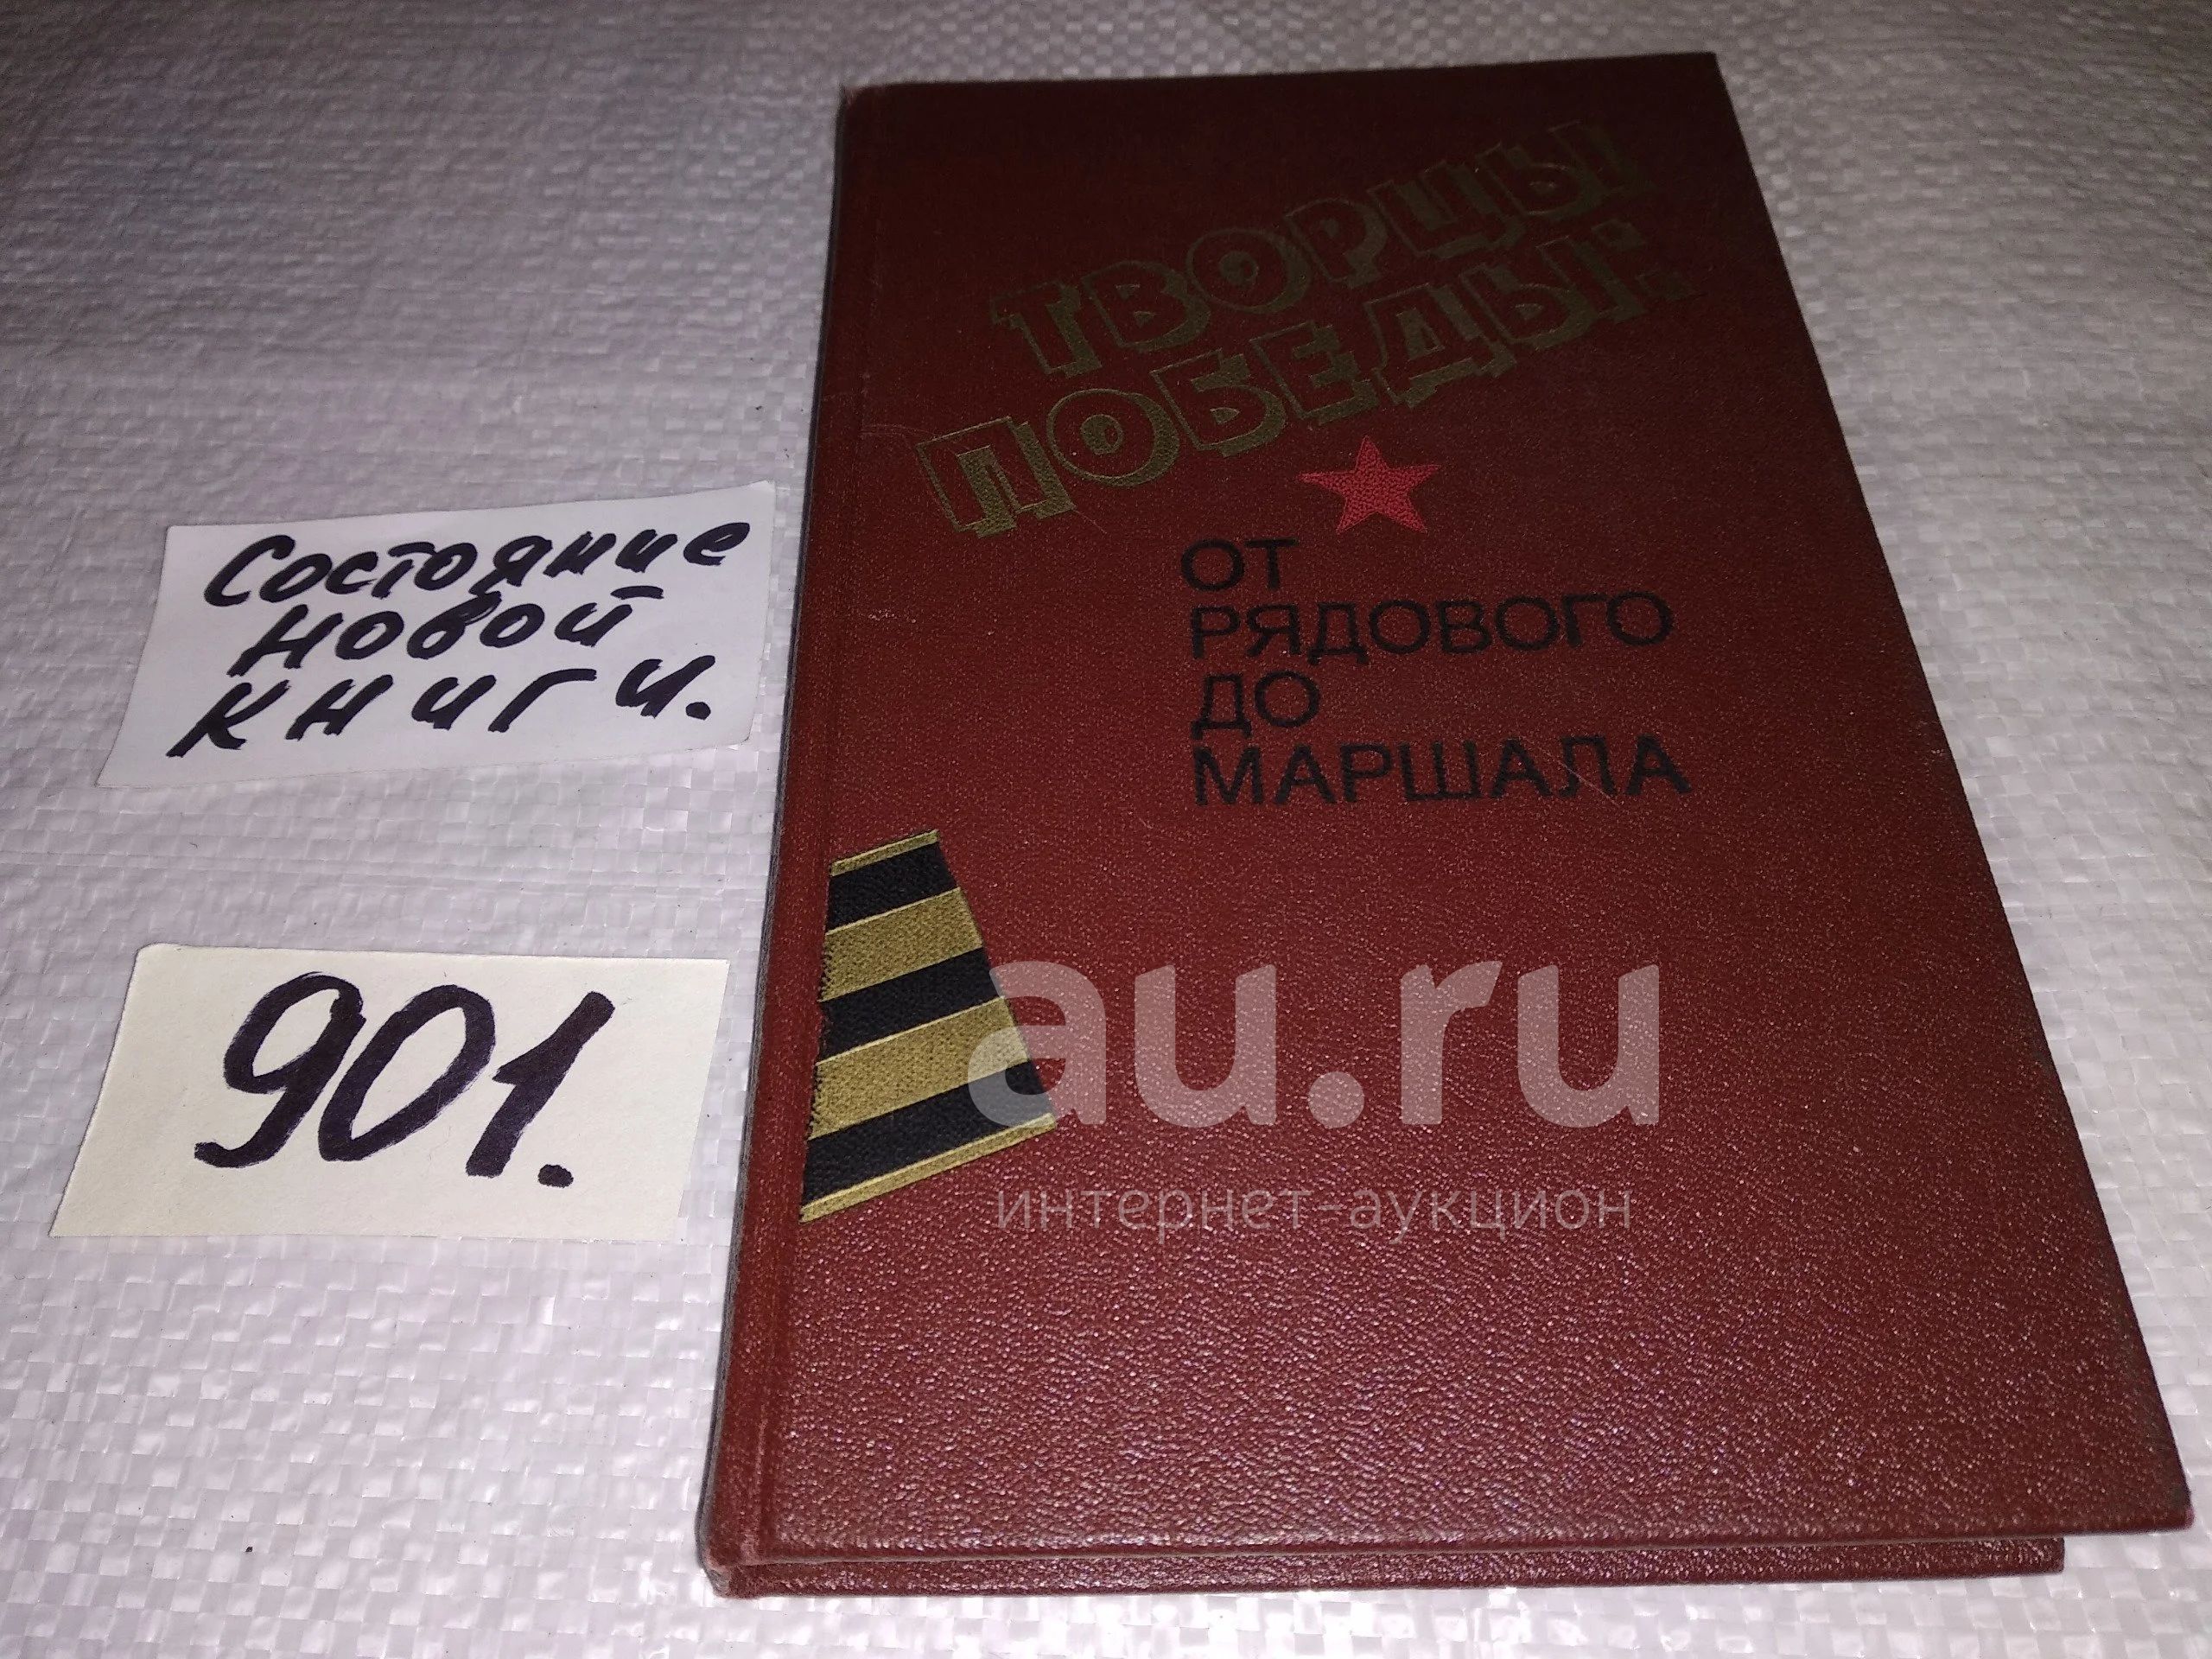 ТВОРЦЫ
ПОБЕДЫ:
ОТ
РЯДОВОГО
ДО
МАРШАЛА
Состояние
новой
книги.
901.
au.ru
интернет-аукцион